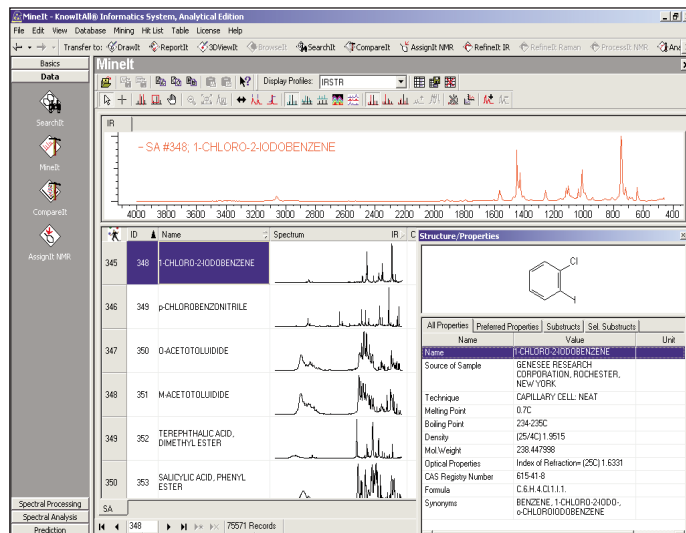 MineIt - KnowItAll® Informatics System, Analytical Edition
File Edit View Database Mining Hit List Table License Help
Transfer to: DrawIt ReportIt 3DViewIt BrowseIt SearchIt CompareIt AssignIt NMR RefineIt IR RefineIt Raman ProcessIt NMR
Basics
Data
SearchIt
MineIt
CompareIt
AssignIt NMR
Spectral Processing
Spectral Analysis
Prediction
MineIt
Display Profiles: IRSTR
IR
- SA #348; 1-CHLORO-2-IODOBENZENE
4000 3800 3600 3400 3200 3000 2800 2600 2400 2200 2000 1800 1600 1400 1200 1000 800 600 400
ID Name Spectrum IR C
345 348 1-CHLORO-2-IODOBENZENE
346 349 p-CHLOROBENZONITRILE
347 350 O-ACETOTOLUIDIDE
348 351 M-ACETOTOLUIDIDE
349 352 TEREPHTHALIC ACID,
DIMETHYL ESTER
350 353 SALICYLIC ACID, PHENYL
ESTER
SA
348 75571 Records
Structure/Properties
Cl
I
All Properties Preferred Properties Substructs Sel. Substructs
Name Value Unit
Name 1-CHLORO-2-IODOBENZENE
Source of Sample GENESEE RESEARCH
CORPORATION, ROCHESTER,
NEW YORK
Technique CAPILLARY CELL: NEAT
Melting Point 0.7C
Boiling Point 234-235C
Density (25/4C) 1.9515
Mol.Weight 238.447998
Optical Properties Index of Refraction= (25C) 1.6331
CAS Registry Number 615-41-8
Formula C.6.H.4.Cl.1.I.1.
Synonyms BENZENE, 1-CHLORO-2-IODO-,
o-CHLOROIODOBENZENE